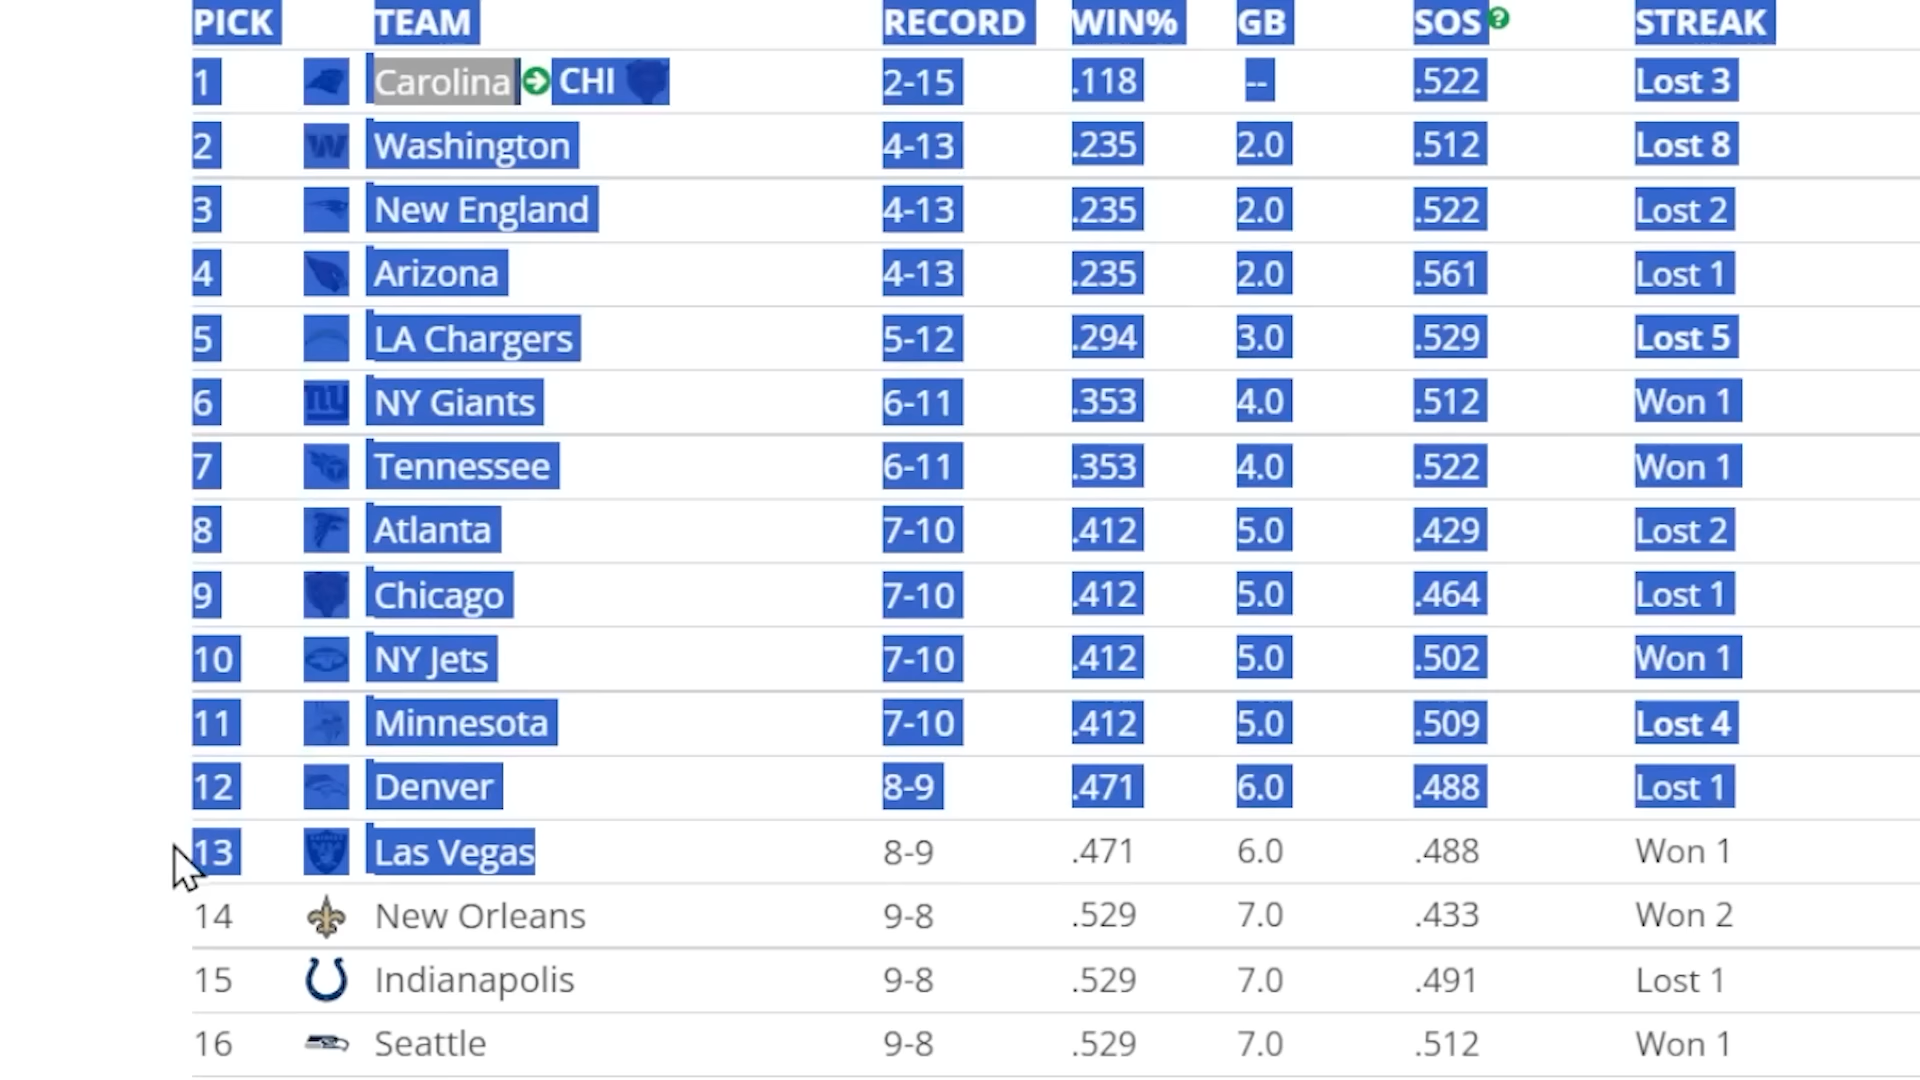 PICK TEAM RECORD WIN% GB SOS ? STREAK
1 Carolina CHI 2-15 .118 -- .522 Lost 3
2 W Washington 4-13 .235 2.0 .512 Lost 8
3 New England 4-13 .235 2.0 .522 Lost 2
4 Arizona 4-13 .235 2.0 .561 Lost 1
5 LA Chargers 5-12 .294 3.0 .529 Lost 5
6 ny NY Giants 6-11 .353 4.0 .512 Won 1
7 Tennessee 6-11 .353 4.0 .522 Won 1
8 Atlanta 7-10 .412 5.0 .429 Lost 2
9 Chicago 7-10 .412 5.0 .464 Lost 1
10 NY Jets 7-10 .412 5.0 .502 Won 1
11 Minnesota 7-10 .412 5.0 .509 Lost 4
12 Denver 8-9 .471 6.0 .488 Lost 1
13 Las Vegas 8-9 .471 6.0 .488 Won 1
14 New Orleans 9-8 .529 7.0 .433 Won 2
15 Indianapolis 9-8 .529 7.0 .491 Lost 1
16 Seattle 9-8 .529 7.0 .512 Won 1